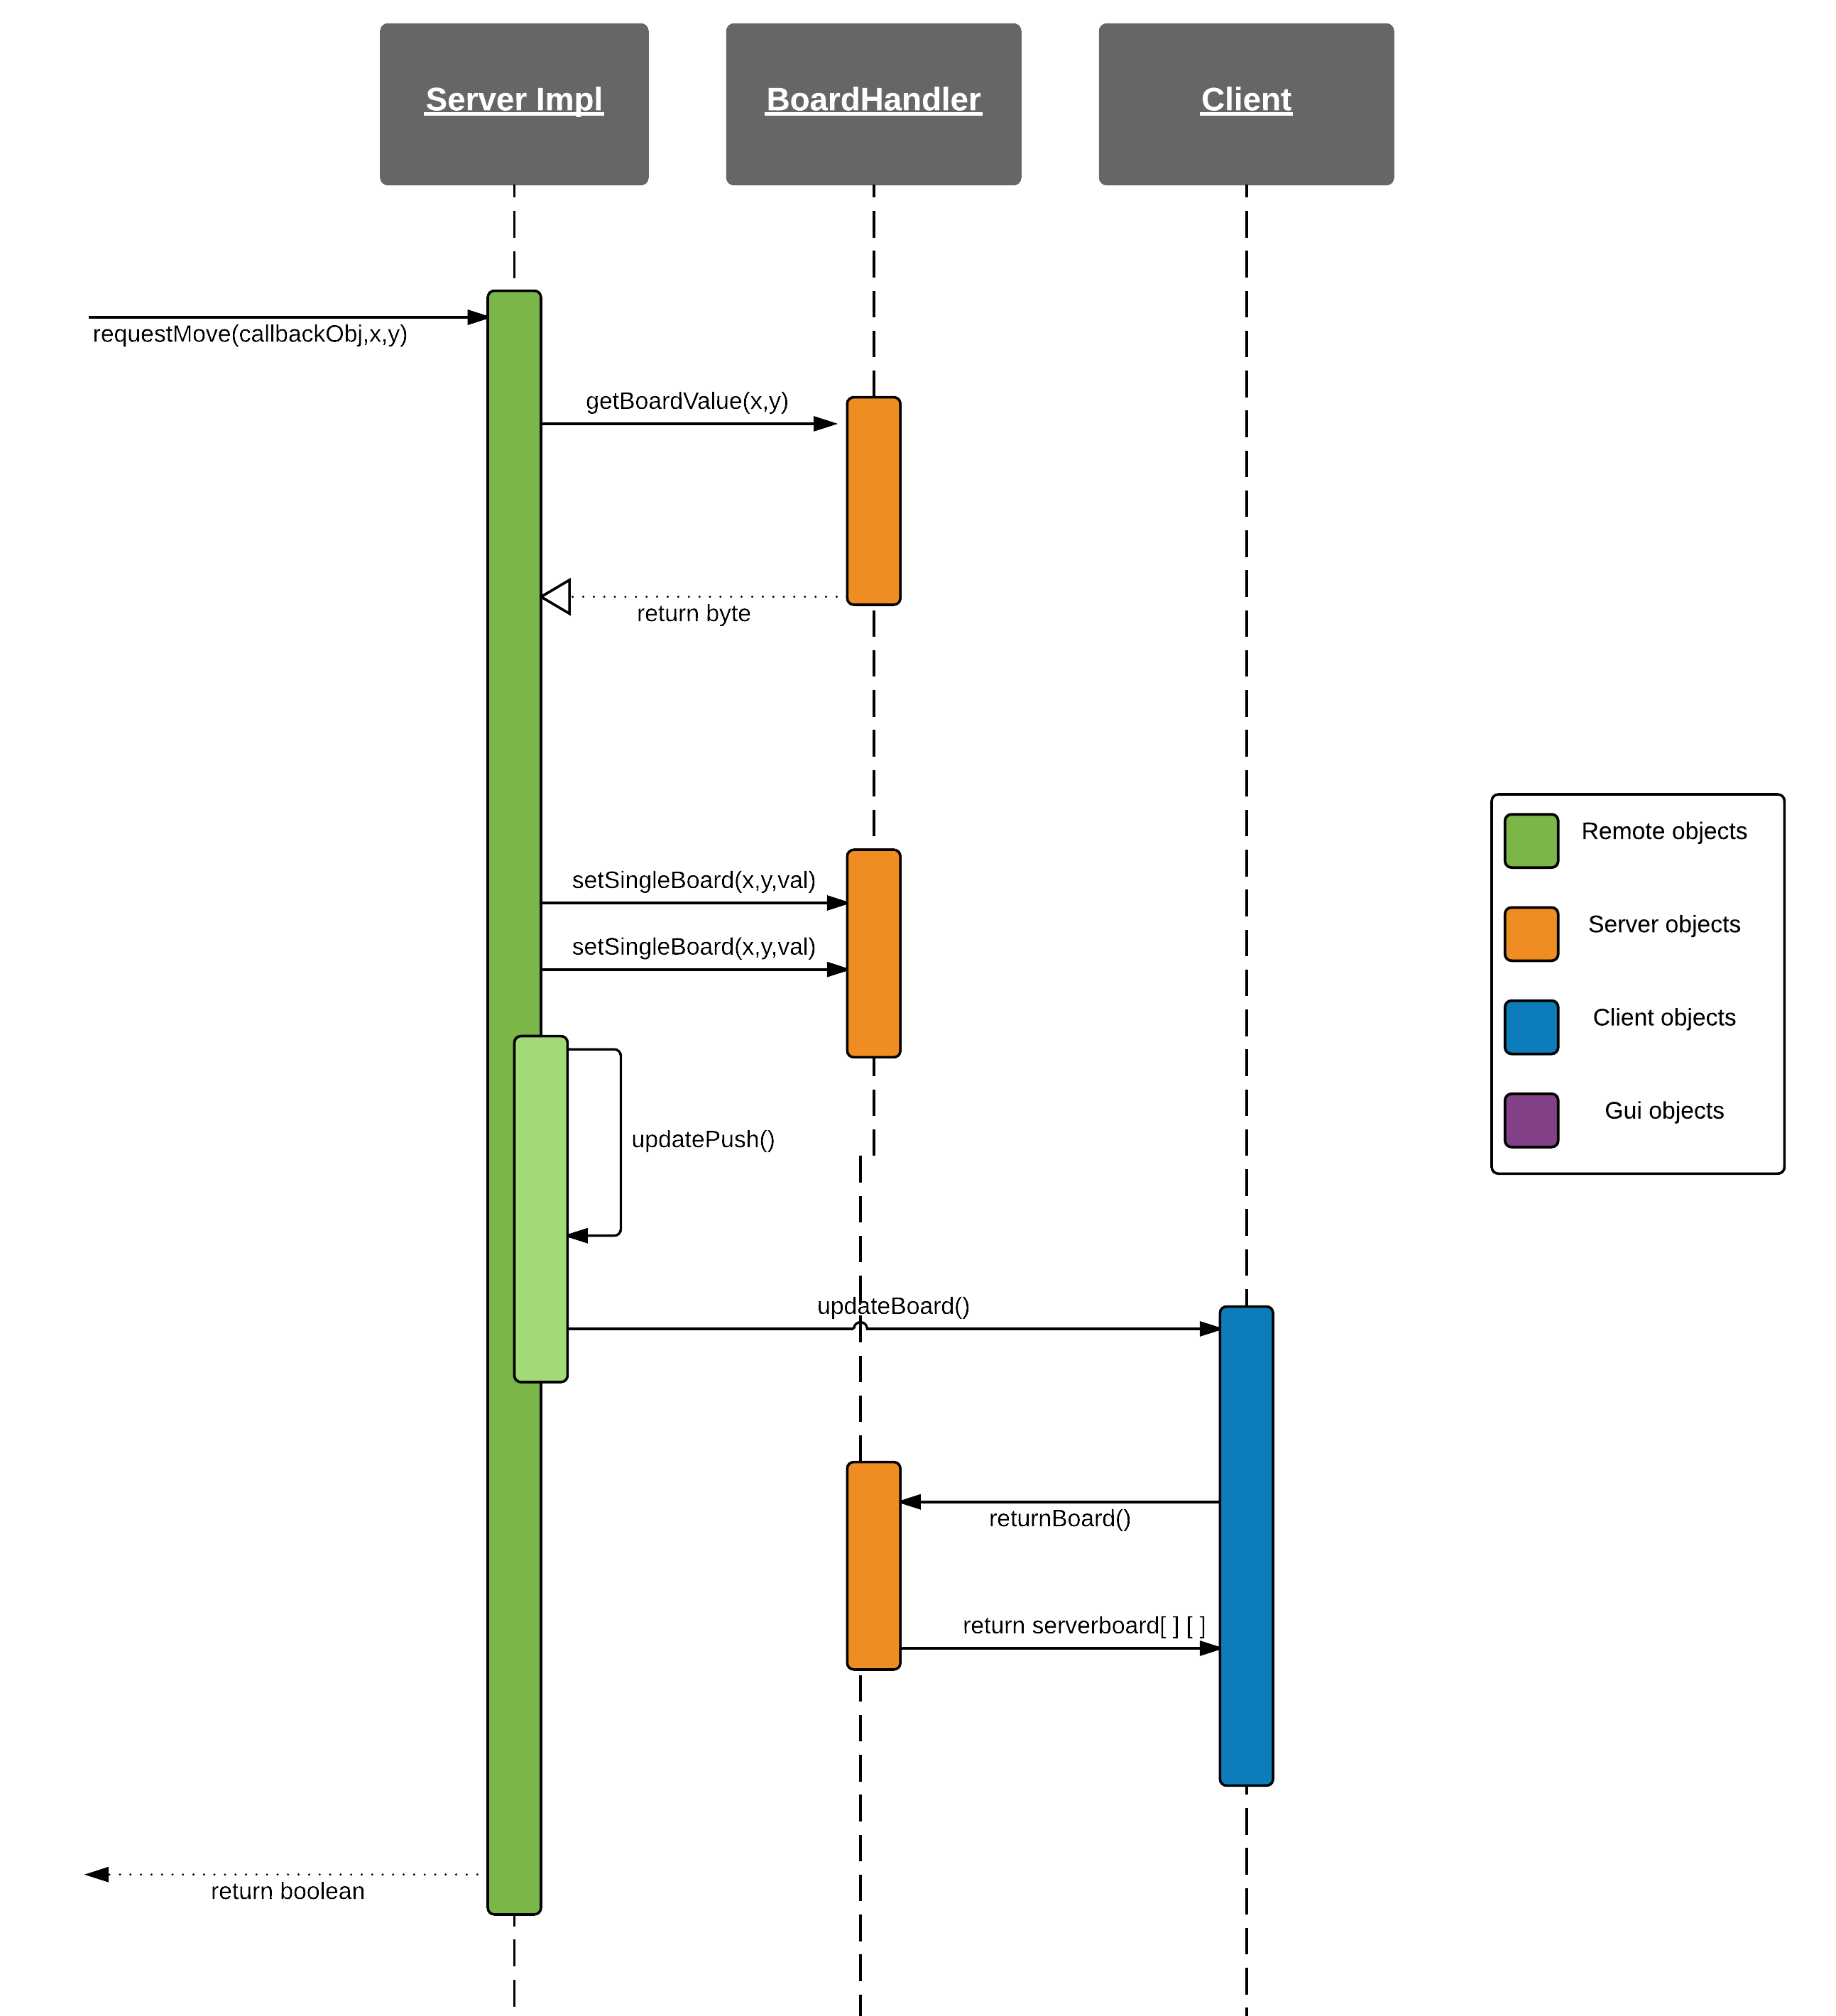 Server Impl
BoardHandler
Client
requestMove(callbackObj,x,y)
getBoardValue(x,y)
return byte
Remote objects
setSingleBoard(x,y,val)
Server objects
setSingleBoard(x,y,val)
Client objects
Gui objects
updatePush()
updateBoard()
returnBoard()
return serverboard[ ] [ ]
return boolean